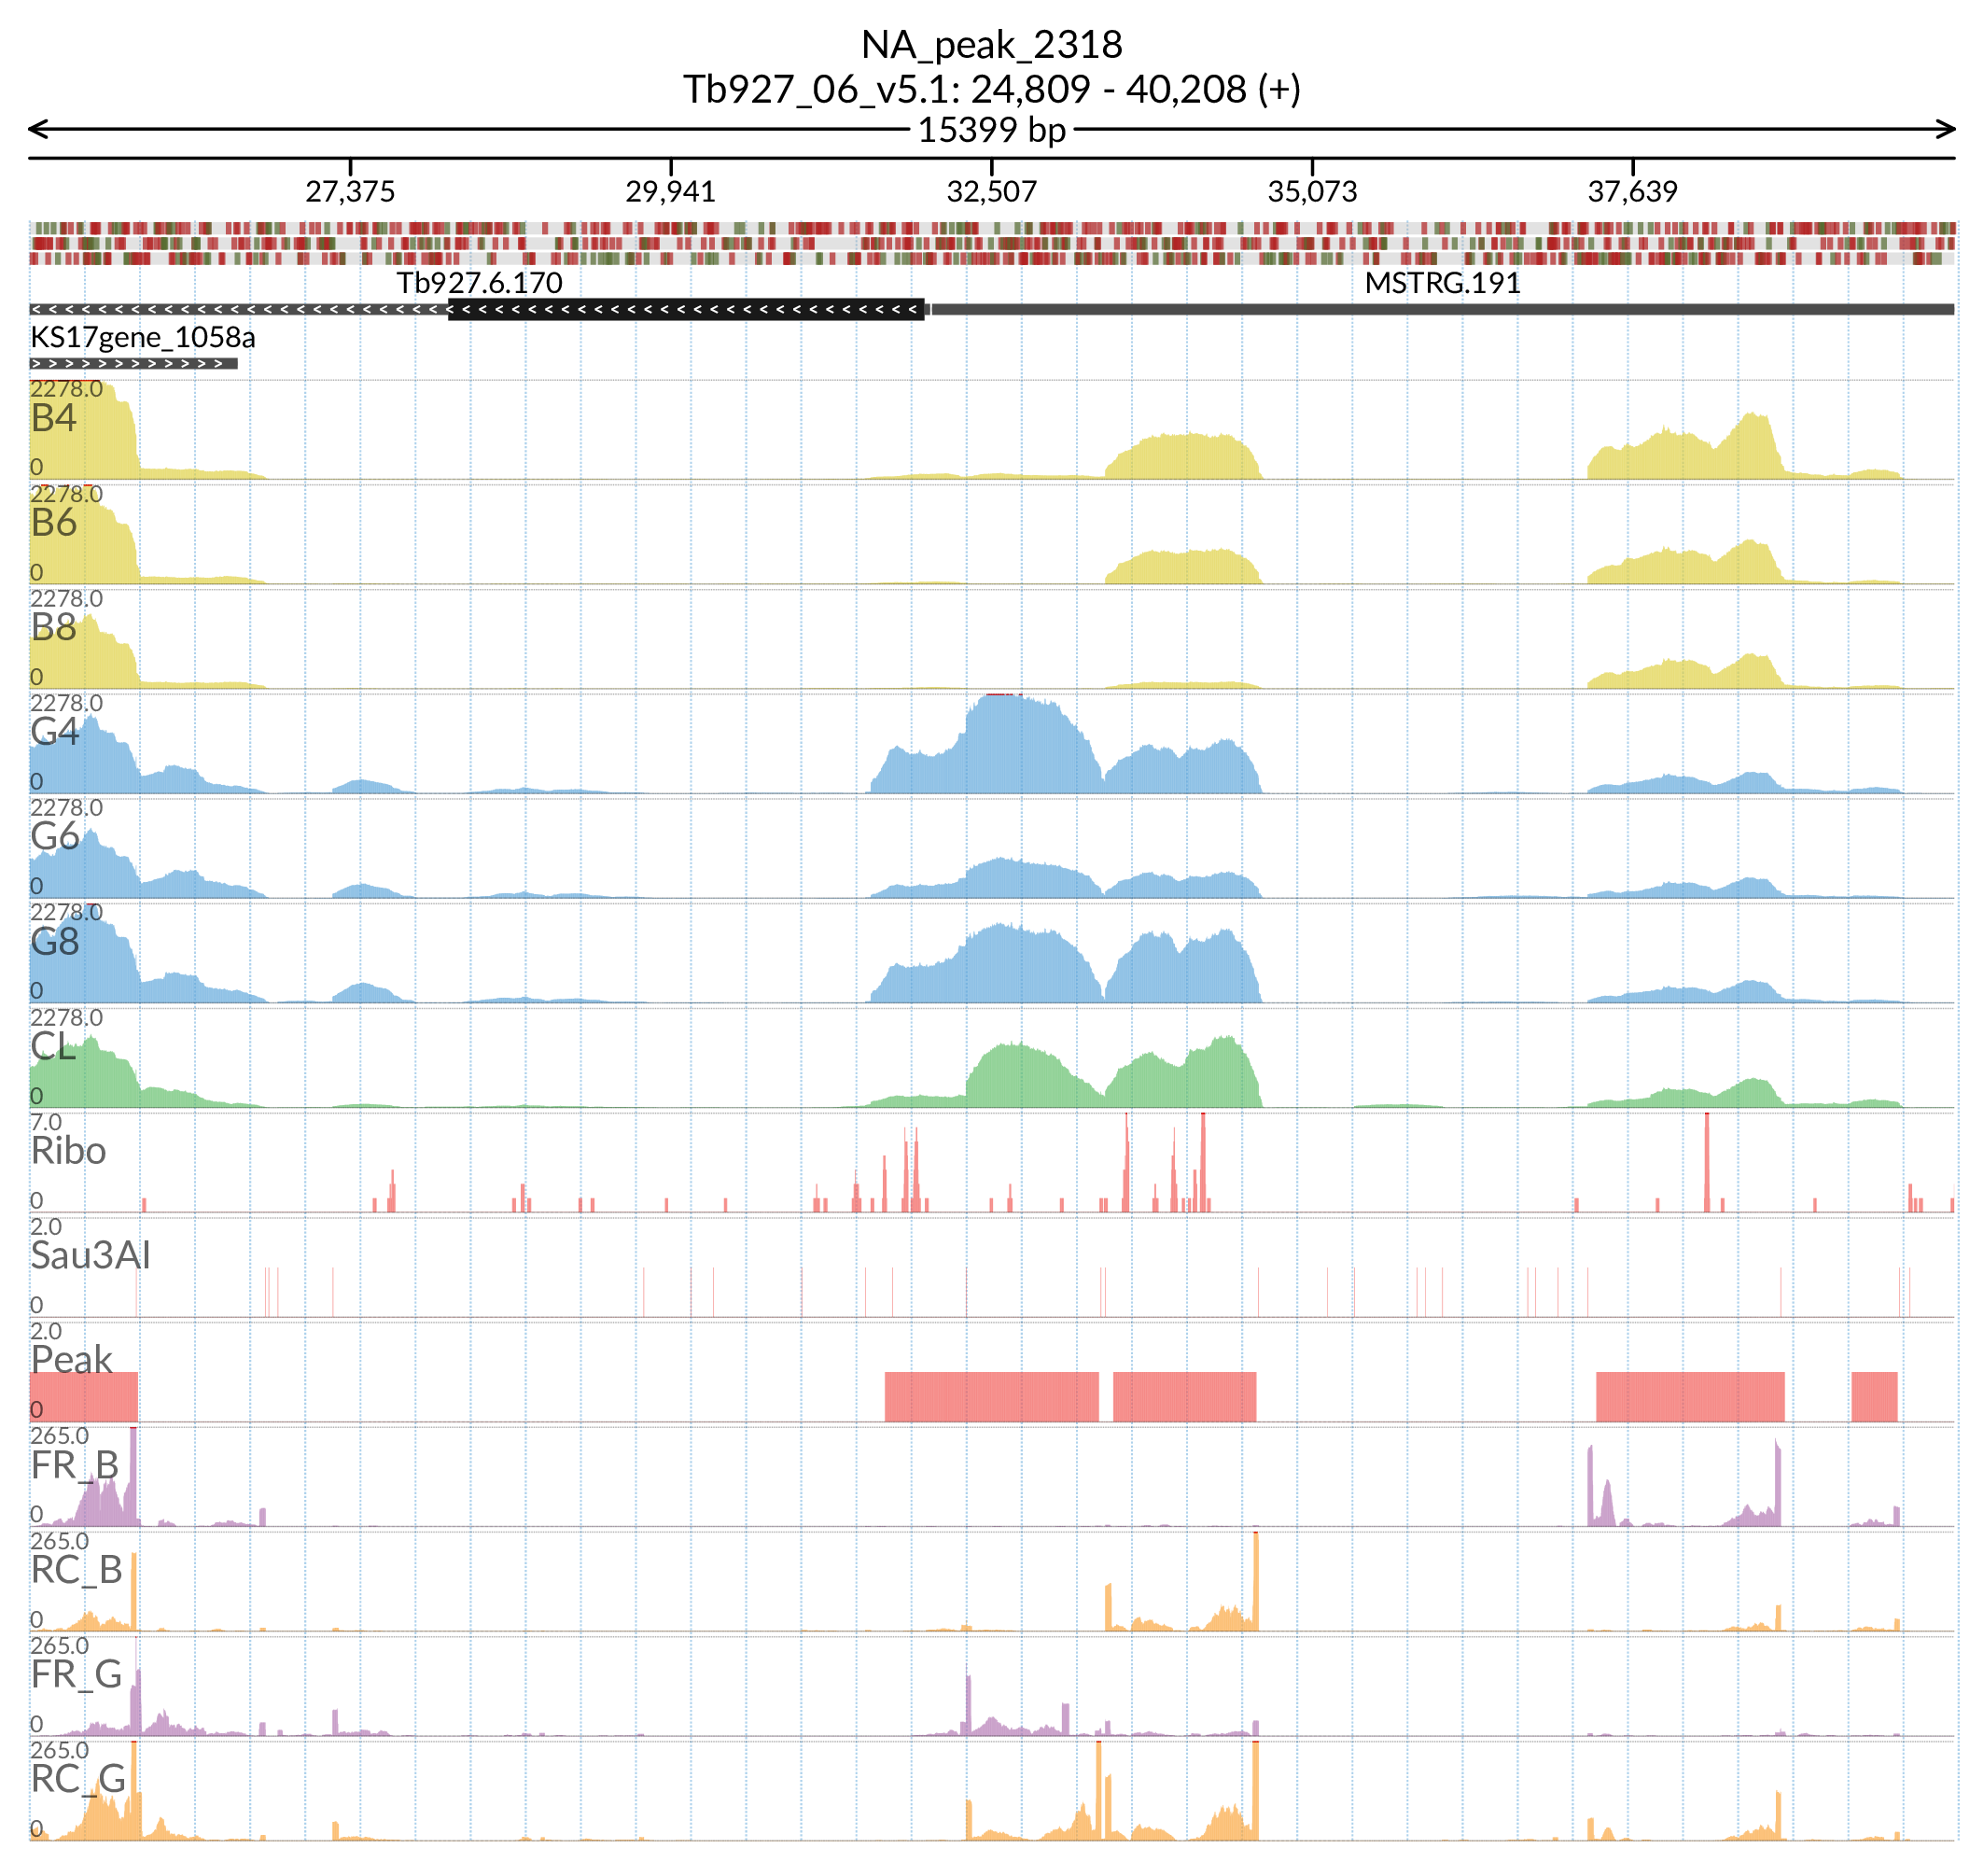 NA_peak_2318
Tb927_06_v5.1: 24,809 - 40,208 (+)
15399 bp
27,375 29,941 32,507 35,073 37,639
Tb927.6.170 MSTRG.191
KS17gene_1058a
2278.0
B4
0
2278.0
B6
0
2278.0
B8
0
2278.0
G4
0
2278.0
G6
0
2278.0
G8
0
2278.0
CL
0
7.0
Ribo
0
2.0
Sau3AI
0
2.0
Peak
0
265.0
FR_B
0
265.0
RC_B
0
265.0
FR_G
0
265.0
RC_G
0